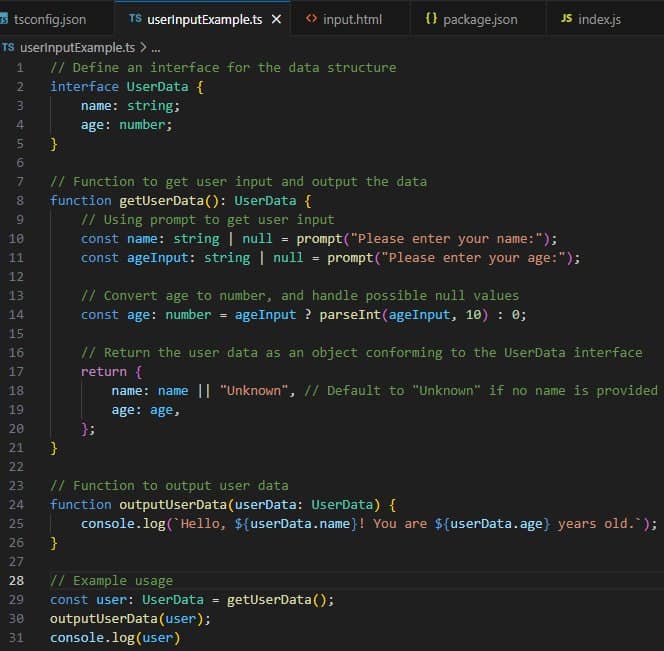 tsconfig.json TS userInputExample.ts × <> input.html {} package.json JS index.js
TS userInputExample.ts > ...
1 // Define an interface for the data structure
2 interface UserData {
3     name: string;
4     age: number;
5 }
6
7 // Function to get user input and output the data
8 function getUserData(): UserData {
9     // Using prompt to get user input
10     const name: string | null = prompt("Please enter your name:");
11     const ageInput: string | null = prompt("Please enter your age:");
12
13     // Convert age to number, and handle possible null values
14     const age: number = ageInput ? parseInt(ageInput, 10) : 0;
15
16     // Return the user data as an object conforming to the UserData interface
17     return {
18         name: name || "Unknown", // Default to "Unknown" if no name is provided
19         age: age,
20     };
21 }
22
23 // Function to output user data
24 function outputUserData(userData: UserData) {
25     console.log(`Hello, ${userData.name}! You are ${userData.age} years old.`);
26 }
27
28 // Example usage
29 const user: UserData = getUserData();
30 outputUserData(user);
31 console.log(user)